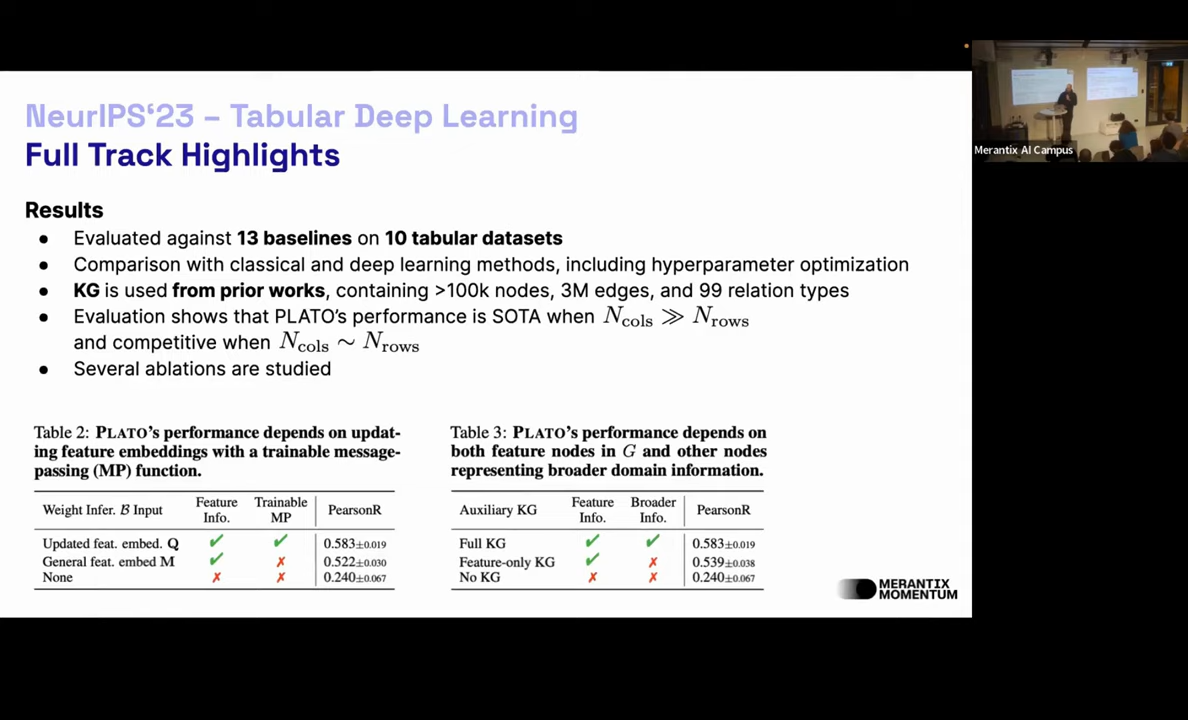 NeurIPS‘23 – Tabular Deep Learning
Full Track Highlights
Results
● Evaluated against 13 baselines on 10 tabular datasets
● Comparison with classical and deep learning methods, including hyperparameter optimization
● KG is used from prior works, containing >100k nodes, 3M edges, and 99 relation types
● Evaluation shows that PLATO’s performance is SOTA when N_cols ≫ N_rows
and competitive when N_cols ∼ N_rows
● Several ablations are studied
Table 2: PLATO’s performance depends on updat-
ing feature embeddings with a trainable message-
passing (MP) function.
Weight Infer. B Input Feature Info. Trainable MP PearsonR
Updated feat. embed. Q ✓ ✓ 0.583±0.019
General feat. embed M ✓ ✗ 0.522±0.030
None ✗ ✗ 0.240±0.067
Table 3: PLATO’s performance depends on
both feature nodes in G and other nodes
representing broader domain information.
Auxiliary KG Feature Info. Broader Info. PearsonR
Full KG ✓ ✓ 0.583±0.019
Feature-only KG ✓ ✗ 0.539±0.038
No KG ✗ ✗ 0.240±0.067
MERANTIX
MOMENTUM
Merantix AI Campus